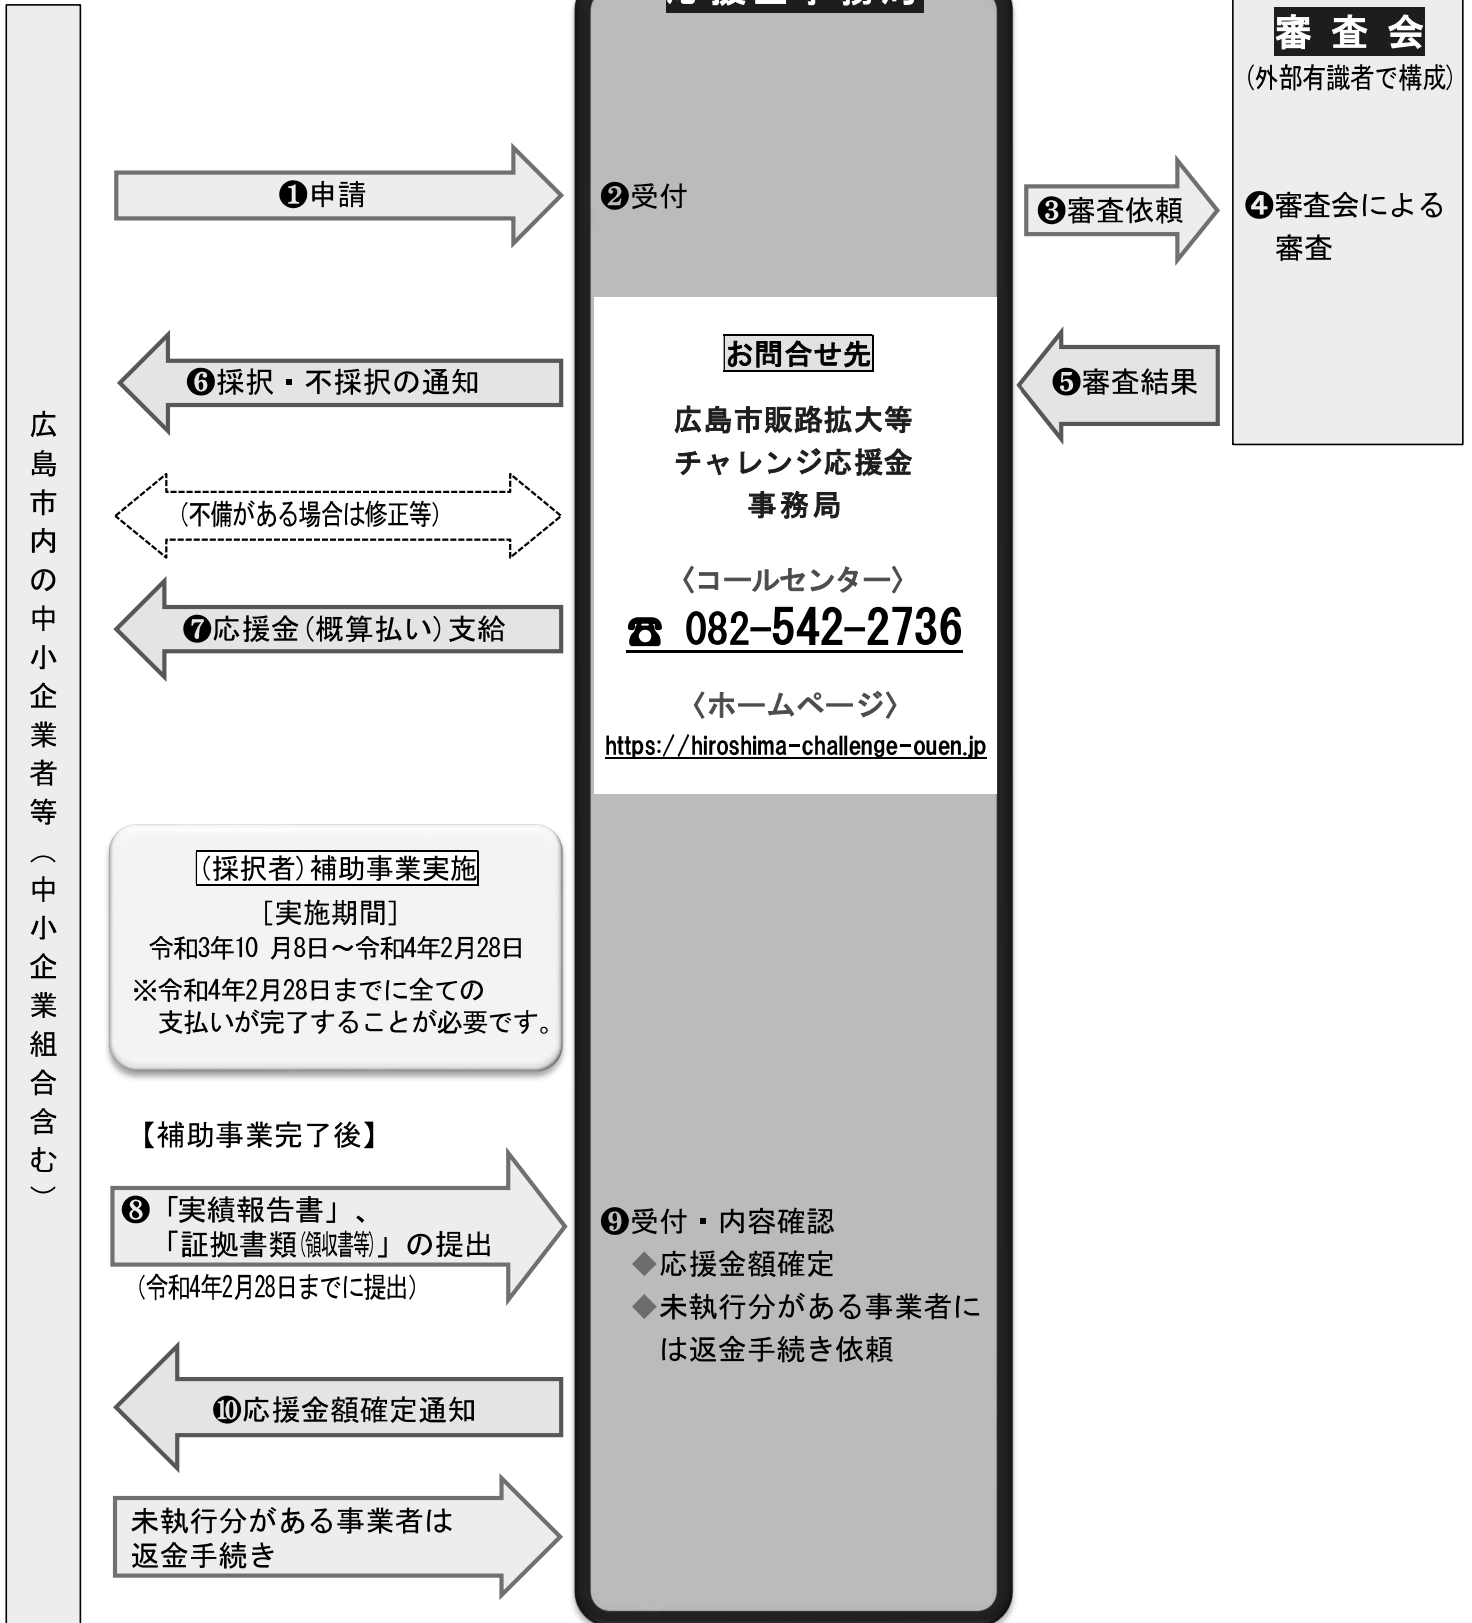 審査会
(外部有識者で構成)
❶申請
❷受付
❸審査依頼
❹審査会による
審査
❺審査結果
❻採択・不採択の通知
(不備がある場合は修正等)
❼応援金(概算払い)支給
お問合せ先
広島市販路拡大等
チャレンジ応援金
事務局
〈コールセンター〉
☎ 082-542-2736
〈ホームページ〉
https://hiroshima-challenge-ouen.jp
広島市内の中小企業者等(中小企業組合含む)
(採択者)補助事業実施
[実施期間]
令和3年10 月8日～令和4年2月28日
※令和4年2月28日までに全ての
支払いが完了することが必要です。
【補助事業完了後】
❽「実績報告書」、
「証拠書類(領収書等)」の提出
(令和4年2月28日までに提出)
❾受付・内容確認
◆応援金額確定
◆未執行分がある事業者に
は返金手続き依頼
❿応援金額確定通知
未執行分がある事業者は
返金手続き